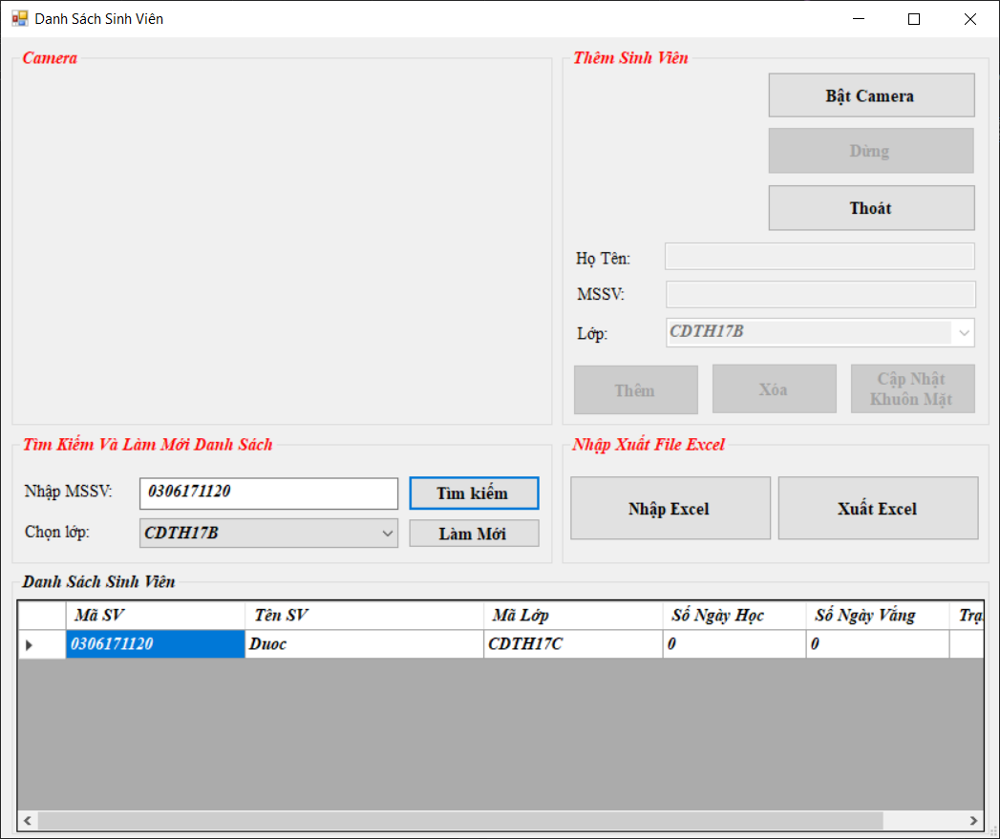 Danh Sách Sinh Viên
Camera
Thêm Sinh Viên
Bật Camera
Dừng
Thoát
Họ Tên:
MSSV:
Lớp: CDTH17B
Thêm Xóa Cập Nhật
Khuôn Mặt
Tìm Kiếm Và Làm Mới Danh Sách
Nhập MSSV: 0306171120 Tìm kiếm
Chọn lớp: CDTH17B Làm Mới
Nhập Xuất File Excel
Nhập Excel Xuất Excel
Danh Sách Sinh Viên
Mã SV Tên SV Mã Lớp Số Ngày Học Số Ngày Vắng
0306171120 Duoc CDTH17C 0 0